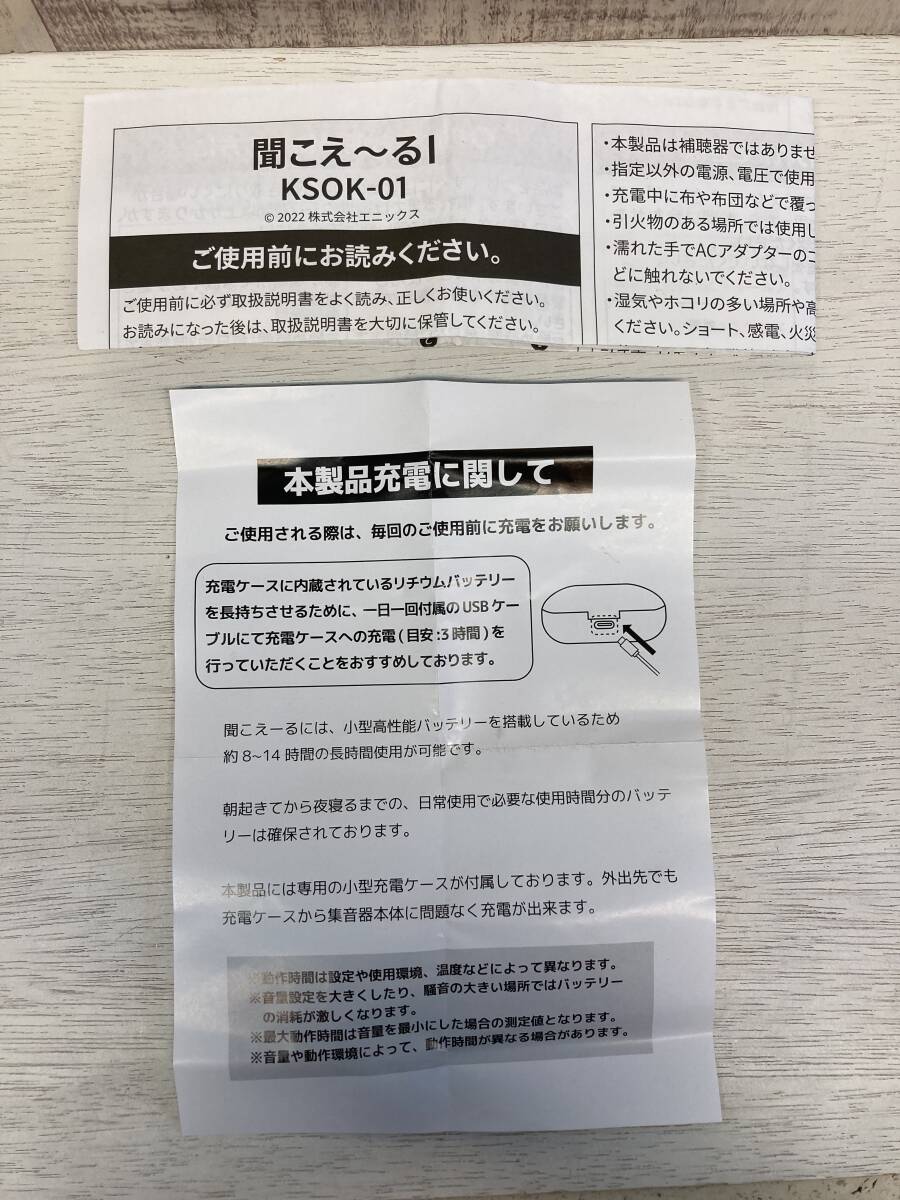 聞こえ～るI
KSOK-01
© 2022 株式会社エニックス
ご使用前にお読みください。
ご使用前に必ず取扱説明書をよく読み、正しくお使いください。
お読みになった後は、取扱説明書を大切に保管してください。
・本製品は補聴器ではありませ
・指定以外の電源、電圧で使用
・充電中に布や布団などで覆っ
・引火物のある場所では使用し
・濡れた手でACアダプターのコ
どに触れないでください。
・湿気やホコリの多い場所や高
ください。ショート、感電、火災
本製品充電に関して
ご使用される際は、毎回のご使用前に充電をお願いします。
充電ケースに内蔵されているリチウムバッテリー
を長持ちさせるために、一日一回付属のUSBケー
ブルにて充電ケースへの充電(目安:3時間)を
行っていただくことをおすすめしております。
聞こえーるには、小型高性能バッテリーを搭載しているため
約8~14時間の長時間使用が可能です。
朝起きてから夜寝るまでの、日常使用で必要な使用時間分のバッテ
リーは確保されております。
本製品には専用の小型充電ケースが付属しております。外出先でも
充電ケースから集音器本体に問題なく充電が出来ます。
※動作時間は設定や使用環境、温度などによって異なります。
※音量設定を大きくしたり、騒音の大きい場所ではバッテリー
の消耗が激しくなります。
※最大動作時間は音量を最小にした場合の測定値となります。
※音量や動作環境によって、動作時間が異なる場合があります。